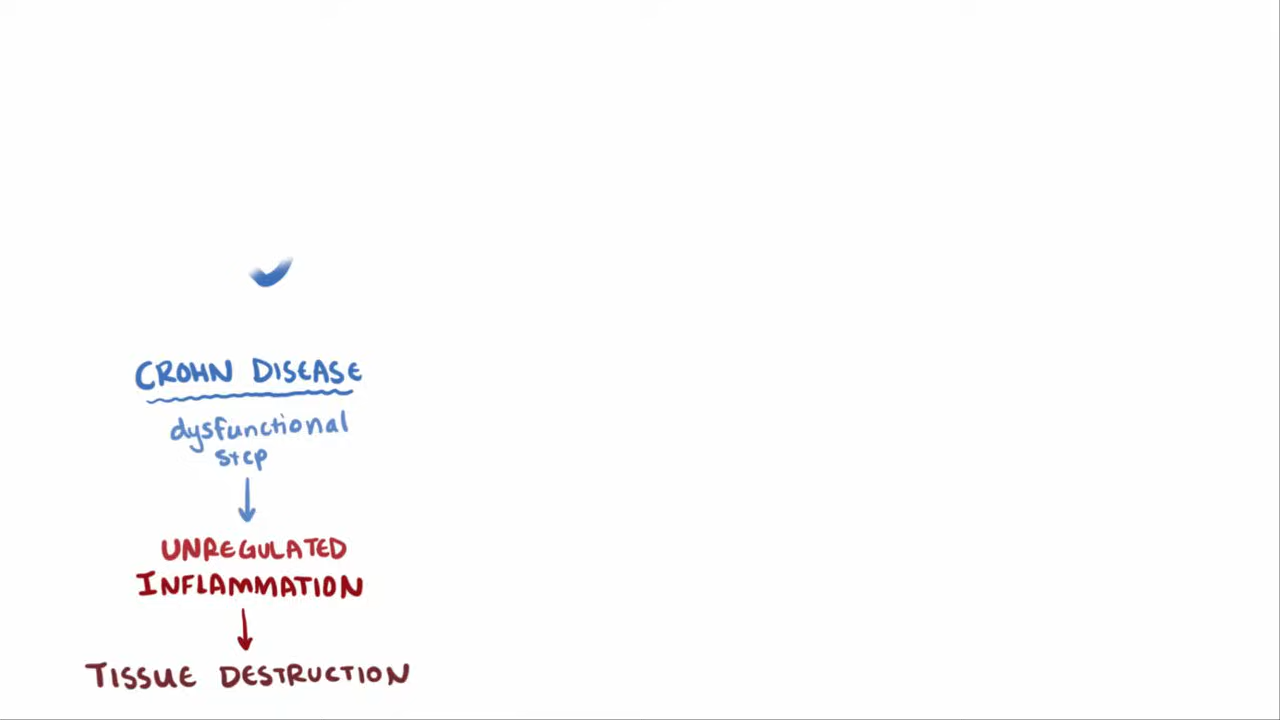 CROHN DISEASE
dysfunctional
step
UNREGULATED
INFLAMMATION
TISSUE DESTRUCTION